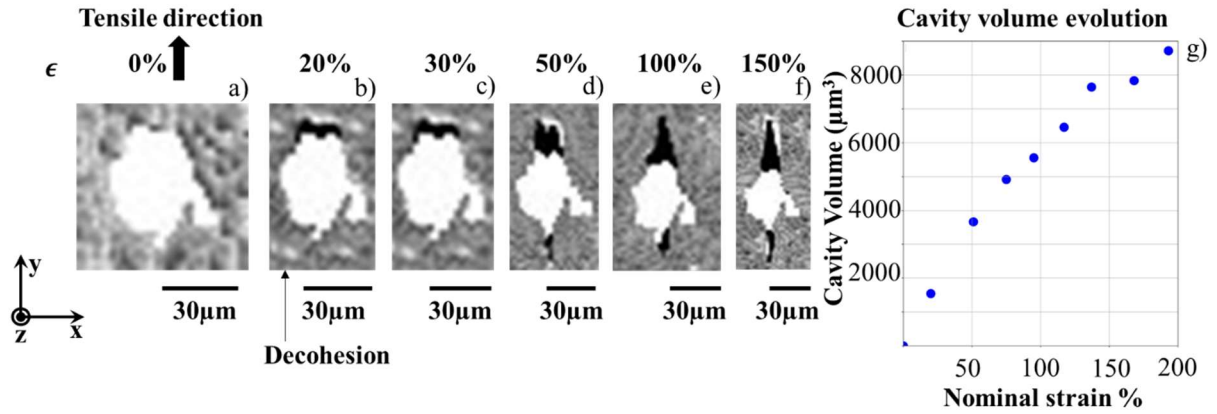 Tensile direction
ϵ 0% 20% 30% 50% 100% 150%
a) b) c) d) e) f)
30µm 30µm 30µm 30µm 30µm 30µm
Decohesion
y
x
z
Cavity volume evolution
g)
Cavity Volume (µm³)
8000
6000
4000
2000
50 100 150 200
Nominal strain %